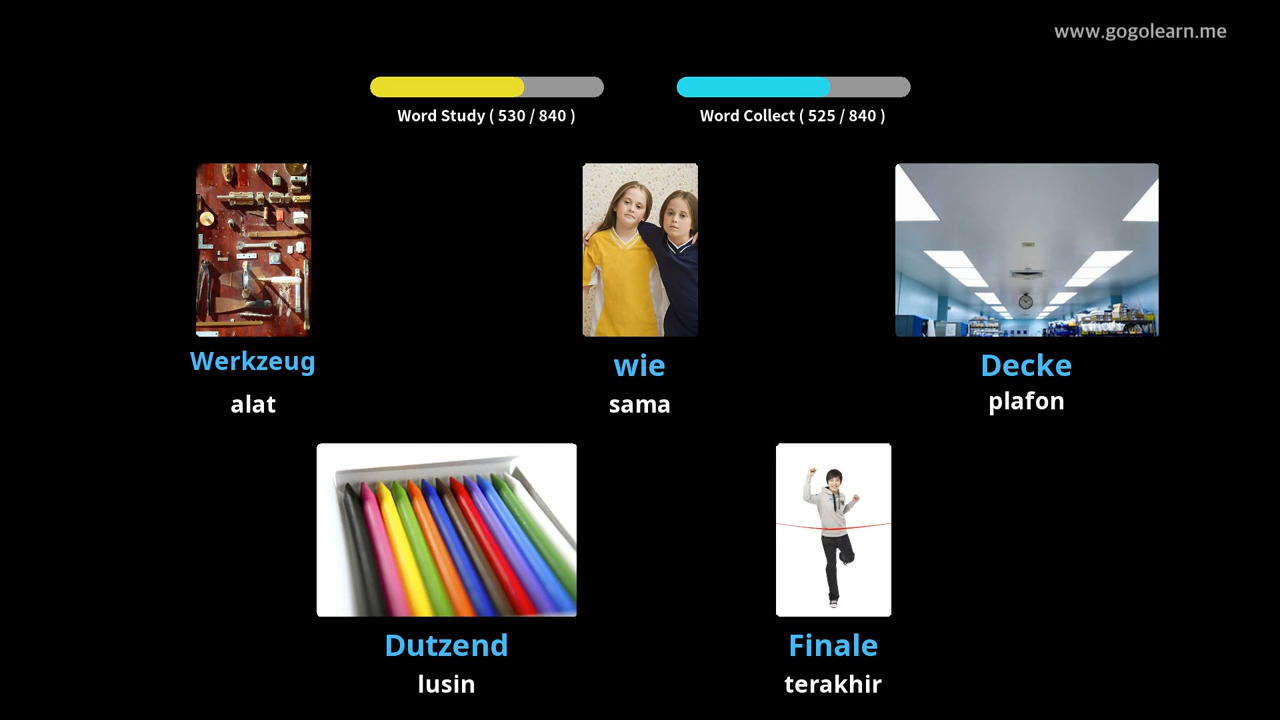 www.gogolearn.me
Word Study ( 530 / 840 )
Word Collect ( 525 / 840 )
Werkzeug
alat
wie
sama
Decke
plafon
Dutzend
lusin
Finale
terakhir